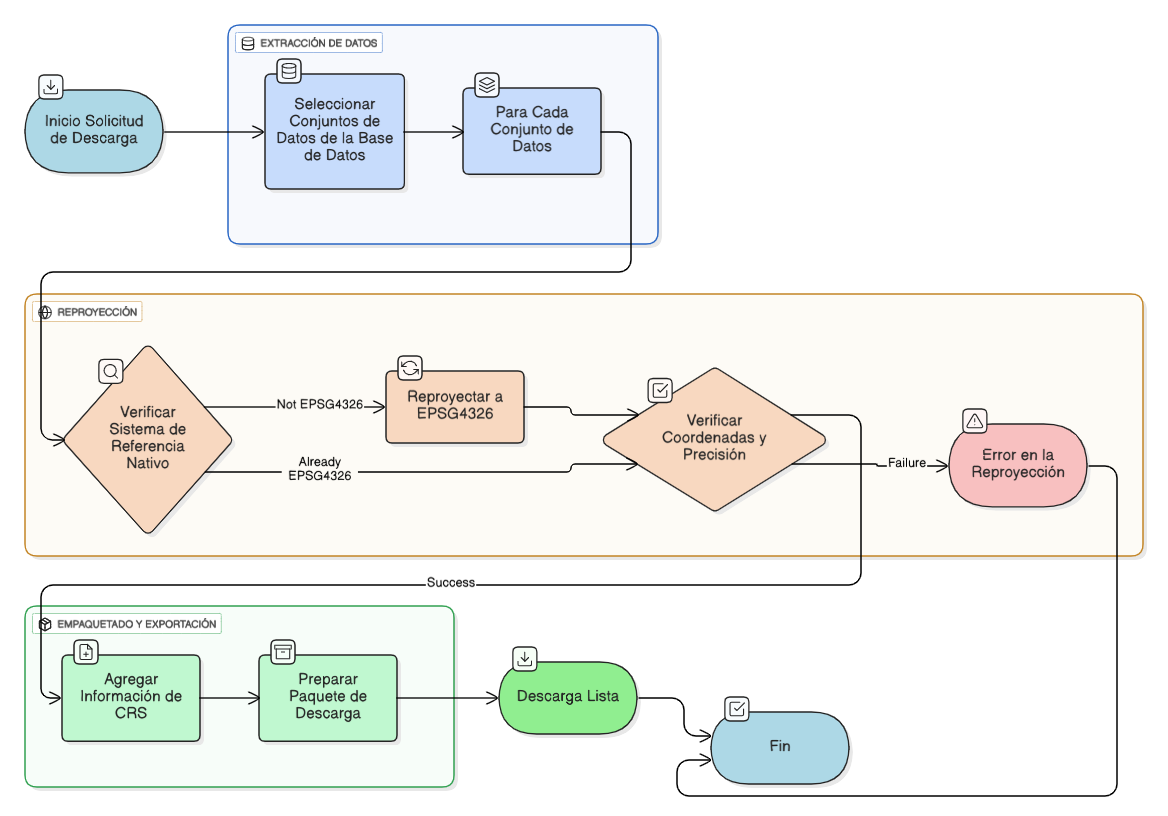 EXTRACCIÓN DE DATOS
Inicio Solicitud
de Descarga
Seleccionar
Conjuntos de
Datos de la Base
de Datos
Para Cada
Conjunto de
Datos
REPROYECCIÓN
Verificar
Sistema de
Referencia
Nativo
Not EPSG4326
Already
EPSG4326
Reproyectar a
EPSG4326
Verificar
Coordenadas y
Precisión
Failure
Error en la
Reproyección
Success
EMPAQUETADO Y EXPORTACIÓN
Agregar
Información de
CRS
Preparar
Paquete de
Descarga
Descarga Lista
Fin